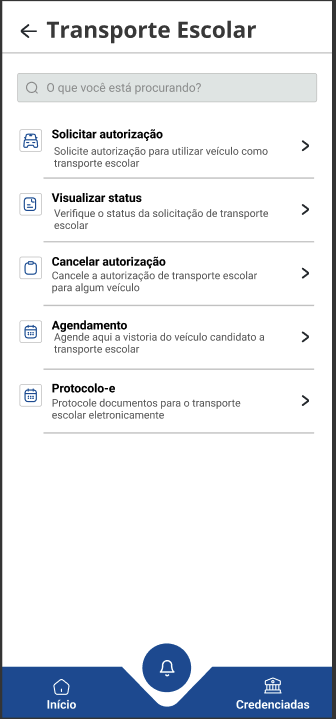 Transporte Escolar
O que você está procurando?
Solicitar autorização
Solicite autorização para utilizar veículo como
transporte escolar
Visualizar status
Verifique o status da solicitação de transporte
escolar
Cancelar autorização
Cancele a autorização de transporte escolar
para algum veículo
Agendamento
Agende aqui a vistoria do veículo candidato a
transporte escolar
Protocolo-e
Protocole documentos para o transporte
escolar eletronicamente
Início
Credenciadas